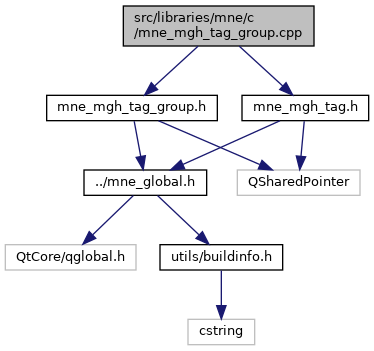 src/libraries/mne/c
/mne_mgh_tag_group.cpp
mne_mgh_tag_group.h
mne_mgh_tag.h
../mne_global.h
QSharedPointer
QtCore/qglobal.h
utils/buildinfo.h
cstring